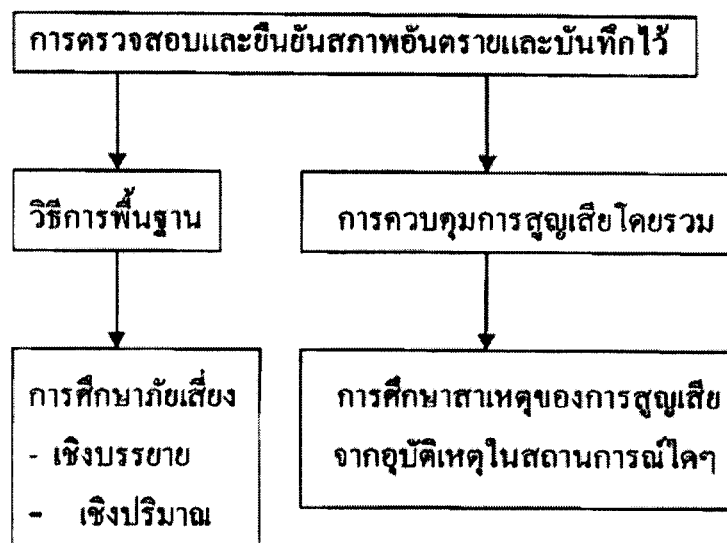 การตรวจสอบและยืนยันสภาพอันตรายและบันทึกไว้
วิธีการพื้นฐาน
การควบคุมการสูญเสียโดยรวม
การศึกษาภัยเสี่ยง
- เชิงบรรยาย
- เชิงปริมาณ
การศึกษาสาเหตุของการสูญเสีย
จากอุบัติเหตุในสถานการณ์ใดๆ